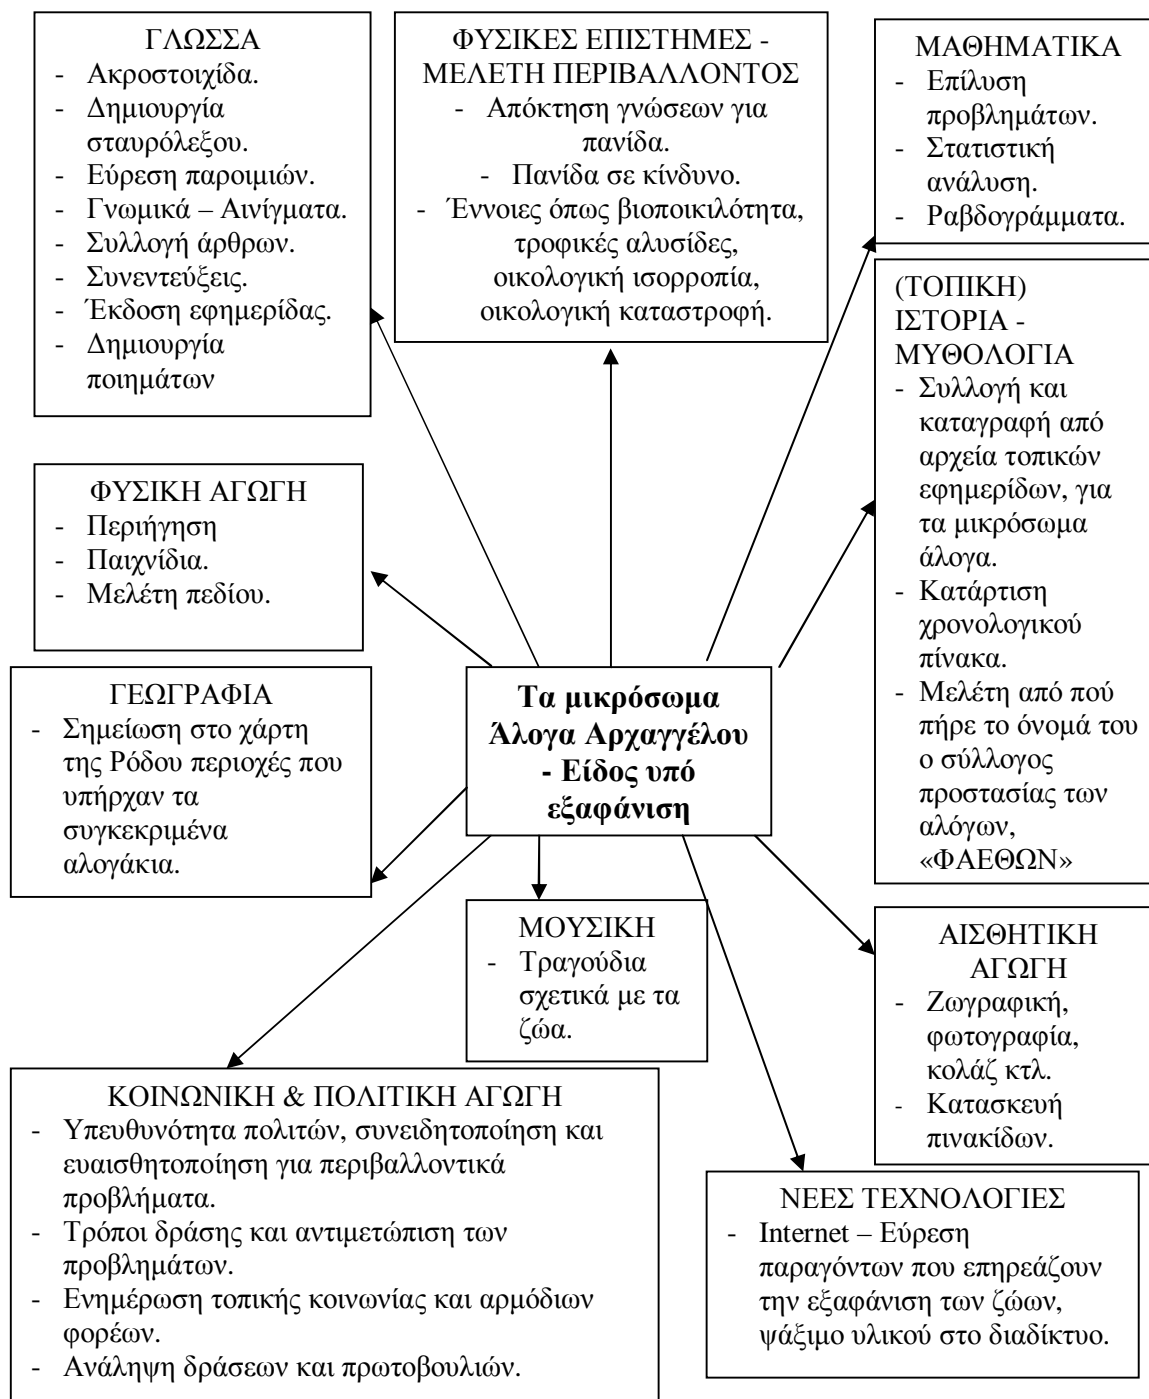 ΓΛΩΣΣΑ
- Ακροστοιχίδα.
- Δημιουργία
σταυρόλεξου.
- Εύρεση παροιμιών.
- Γνωμικά – Αινίγματα.
- Συλλογή άρθρων.
- Συνεντεύξεις.
- Έκδοση εφημερίδας.
- Δημιουργία
ποιημάτων
ΦΥΣΙΚΕΣ ΕΠΙΣΤΗΜΕΣ -
ΜΕΛΕΤΗ ΠΕΡΙΒΑΛΛΟΝΤΟΣ
- Απόκτηση γνώσεων για
πανίδα.
- Πανίδα σε κίνδυνο.
- Έννοιες όπως βιοποικιλότητα,
τροφικές αλυσίδες,
οικολογική ισορροπία,
οικολογική καταστροφή.
ΜΑΘΗΜΑΤΙΚΑ
- Επίλυση
προβλημάτων.
- Στατιστική
ανάλυση.
- Ραβδογράμματα.
(ΤΟΠΙΚΗ)
ΙΣΤΟΡΙΑ -
ΜΥΘΟΛΟΓΙΑ
- Συλλογή και
καταγραφή από
αρχεία τοπικών
εφημερίδων, για
τα μικρόσωμα
άλογα.
- Κατάρτιση
χρονολογικού
πίνακα.
- Μελέτη από πού
πήρε το όνομά του
ο σύλλογος
προστασίας των
αλόγων,
«ΦΑΕΘΩΝ»
ΦΥΣΙΚΗ ΑΓΩΓΗ
- Περιήγηση
- Παιχνίδια.
- Μελέτη πεδίου.
ΓΕΩΓΡΑΦΙΑ
- Σημείωση στο χάρτη
της Ρόδου περιοχές που
υπήρχαν τα
συγκεκριμένα
αλογάκια.
Τα μικρόσωμα
Άλογα Αρχαγγέλου
- Είδος υπό
εξαφάνιση
ΜΟΥΣΙΚΗ
- Τραγούδια
σχετικά με τα
ζώα.
ΑΙΣΘΗΤΙΚΗ
ΑΓΩΓΗ
- Ζωγραφική,
φωτογραφία,
κολάζ κτλ.
- Κατασκευή
πινακίδων.
ΚΟΙΝΩΝΙΚΗ & ΠΟΛΙΤΙΚΗ ΑΓΩΓΗ
- Υπευθυνότητα πολιτών, συνειδητοποίηση και
ευαισθητοποίηση για περιβαλλοντικά
προβλήματα.
- Τρόποι δράσης και αντιμετώπιση των
προβλημάτων.
- Ενημέρωση τοπικής κοινωνίας και αρμόδιων
φορέων.
- Ανάληψη δράσεων και πρωτοβουλιών.
ΝΕΕΣ ΤΕΧΝΟΛΟΓΙΕΣ
- Internet – Εύρεση
παραγόντων που επηρεάζουν
την εξαφάνιση των ζώων,
ψάξιμο υλικού στο διαδίκτυο.